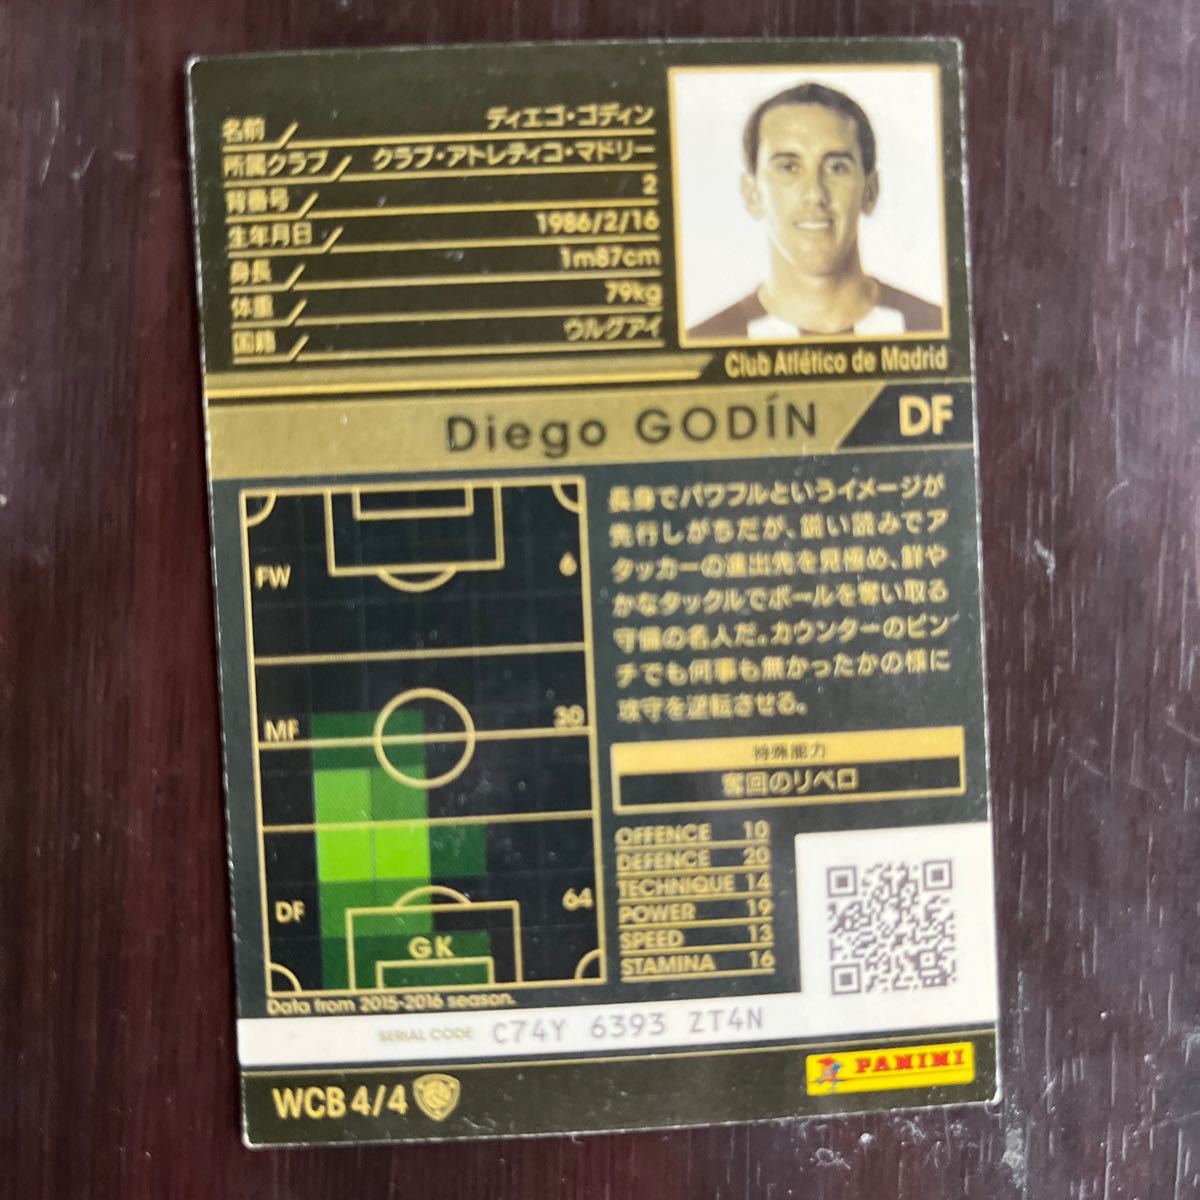 名前 ディエゴ・ゴディン
所属クラブ クラブ・アトレティコ・マドリー
背番号 2
生年月日 1986/2/16
身長 1m87cm
体重 79kg
国籍 ウルグアイ
Club Atlético de Madrid
Diego GODÍN DF
FW 6
MF 30
DF 64
GK
Data from 2015-2016 season.
長身でパワフルというイメージが
先行しがちだが、鋭い読みでア
タッカーの進出先を見極め、鮮や
かなタックルでボールを奪い取る
守備の名人だ。カウンターのピン
チでも何事も無かったかの様に
攻守を逆転させる。
特殊能力
奪回のリベロ
OFFENCE 10
DEFENCE 20
TECHNIQUE 14
POWER 19
SPEED 13
STAMINA 16
SERIAL CODE C74Y 6393 ZT4N
WCB 4/4
PANINI